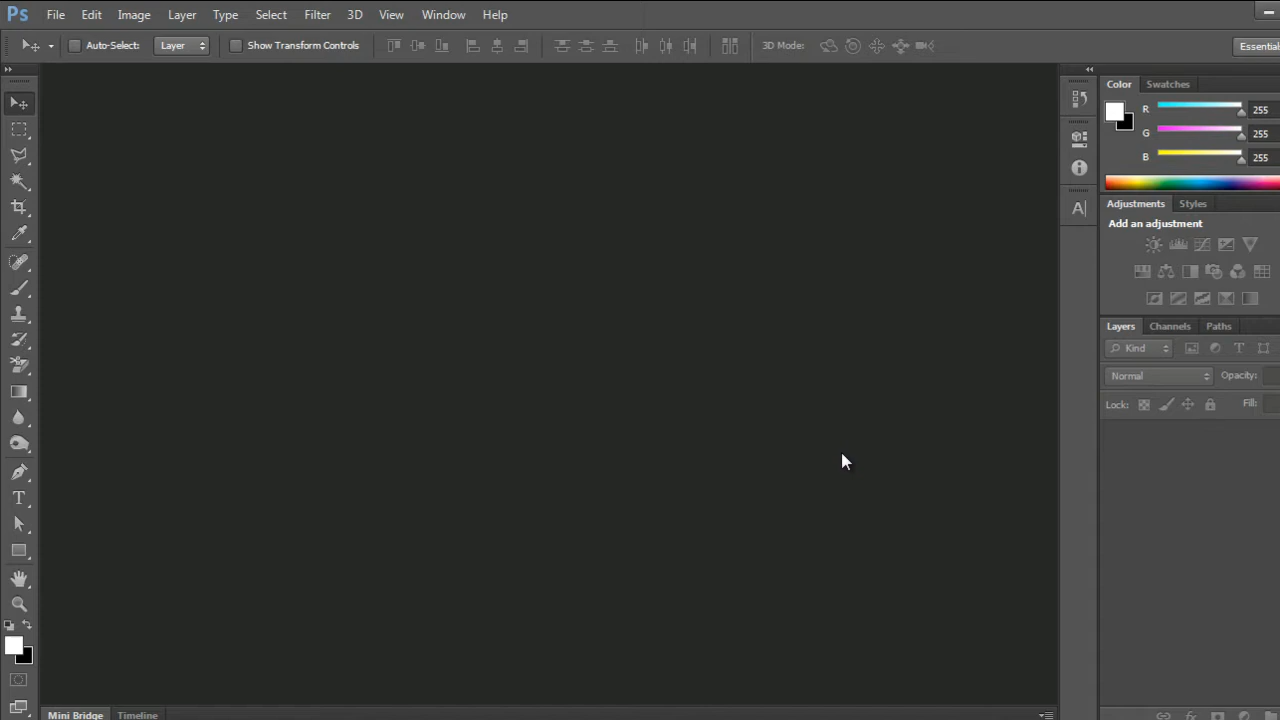 Ps File Edit Image Layer Type Select Filter 3D View Window Help
Auto-Select: Layer Show Transform Controls 3D Mode: Essential
Color Swatches
R 255
G 255
B 255
Adjustments Styles
Add an adjustment
Layers Channels Paths
Kind
Normal Opacity:
Lock: Fill:
Mini Bridge Timeline